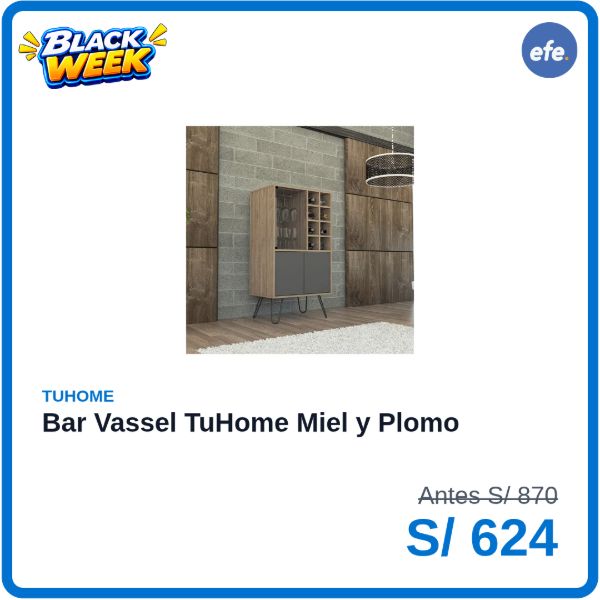 BLACK
WEEK
efe.
TUHOME
Bar Vassel TuHome Miel y Plomo
Antes S/ 870
S/ 624